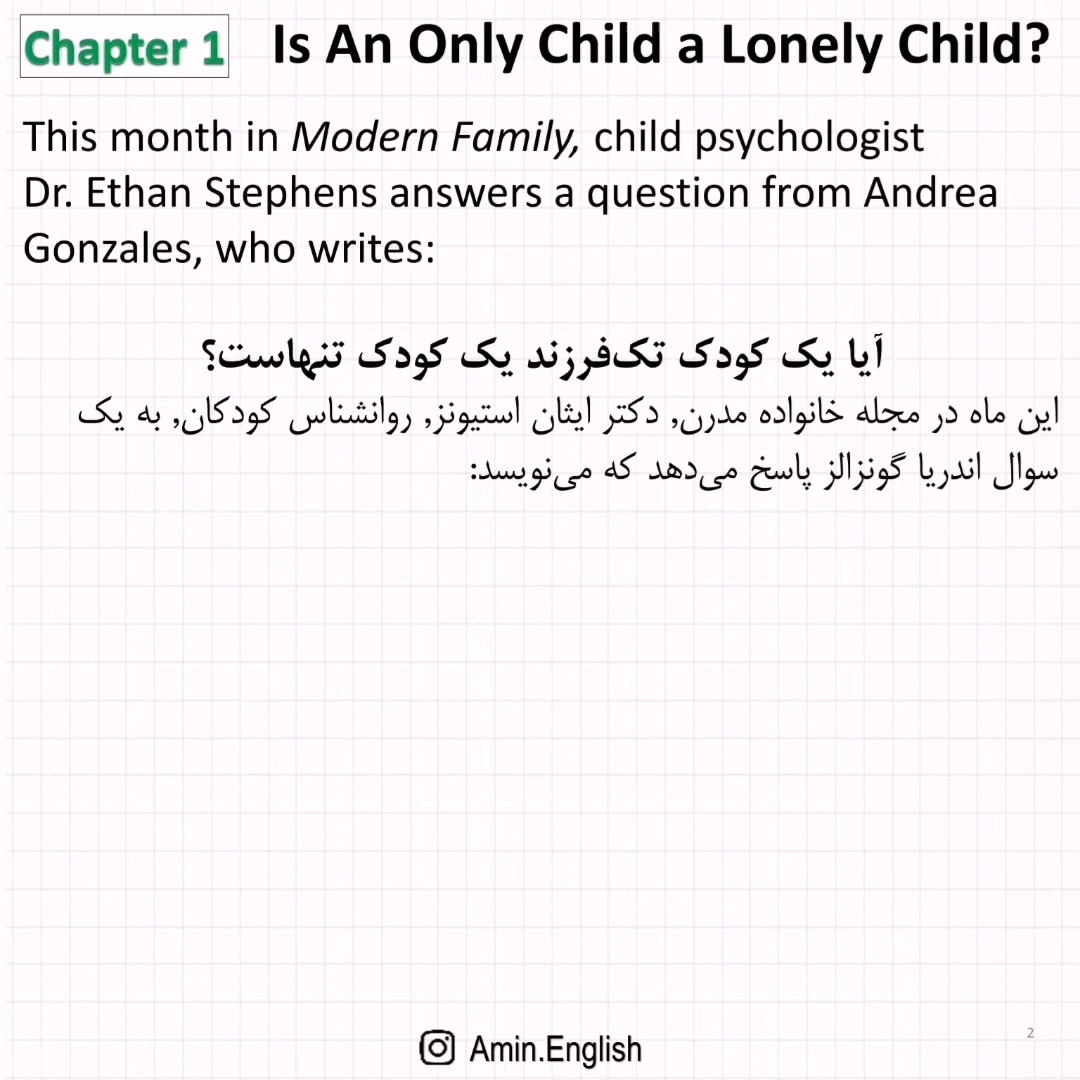 Chapter 1 Is An Only Child a Lonely Child?
This month in Modern Family, child psychologist
Dr. Ethan Stephens answers a question from Andrea
Gonzales, who writes:
آیا یک کودک تک‌فرزند یک کودک تنهاست؟
این ماه در مجله خانواده مدرن, دکتر ایثان استیونز, روانشناس کودکان, به یک
سوال اندریا گونزالز پاسخ می‌دهد که می‌نویسد:
Amin.English
2